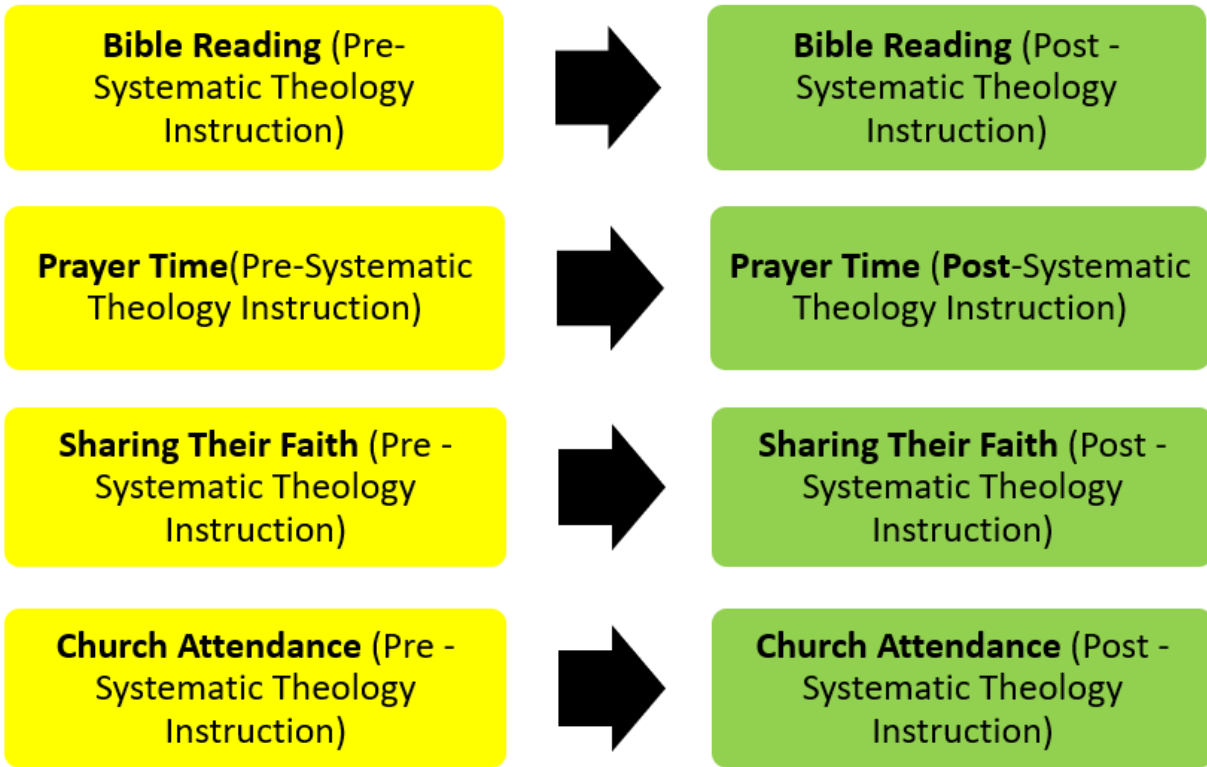 Bible Reading (Pre-
Systematic Theology
Instruction)
Bible Reading (Post -
Systematic Theology
Instruction)
Prayer Time(Pre-Systematic
Theology Instruction)
Prayer Time (Post-Systematic
Theology Instruction)
Sharing Their Faith (Pre -
Systematic Theology
Instruction)
Sharing Their Faith (Post -
Systematic Theology
Instruction)
Church Attendance (Pre -
Systematic Theology
Instruction)
Church Attendance (Post -
Systematic Theology
Instruction)